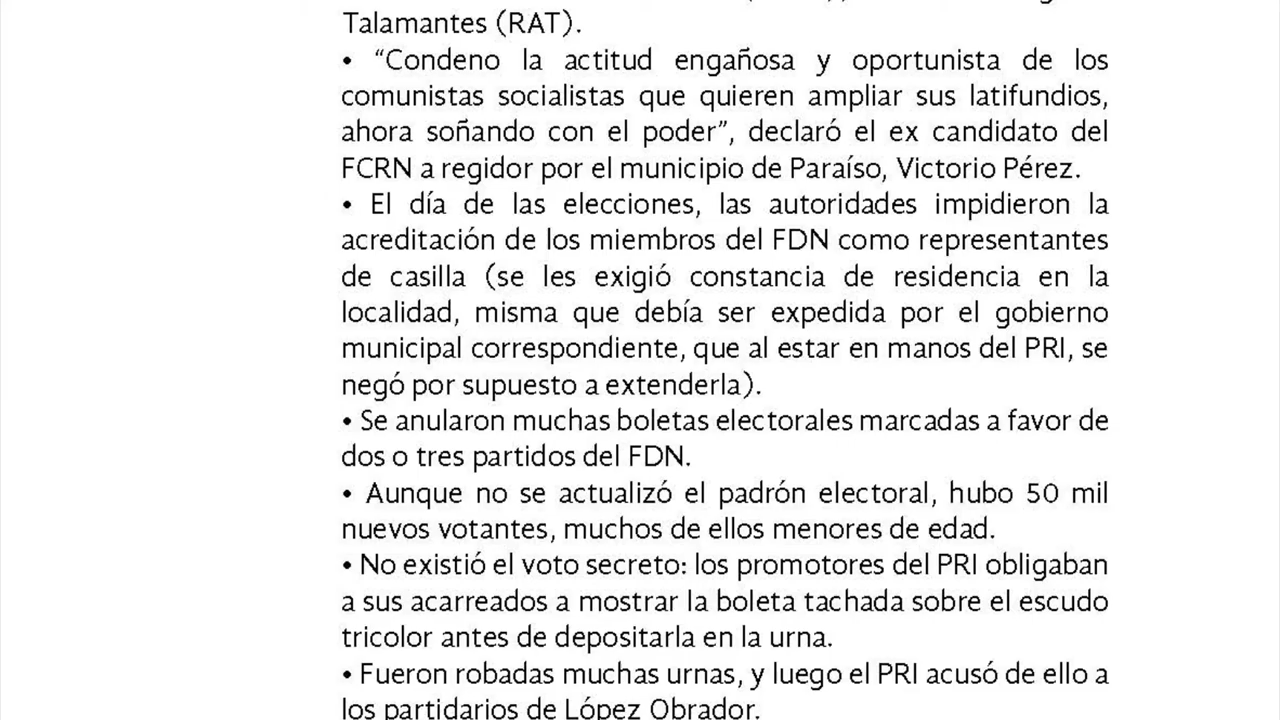 Talamantes (RAT).
• “Condeno la actitud engañosa y oportunista de los
comunistas socialistas que quieren ampliar sus latifundios,
ahora soñando con el poder”, declaró el ex candidato del
FCRN a regidor por el municipio de Paraíso, Victorio Pérez.
• El día de las elecciones, las autoridades impidieron la
acreditación de los miembros del FDN como representantes
de casilla (se les exigió constancia de residencia en la
localidad, misma que debía ser expedida por el gobierno
municipal correspondiente, que al estar en manos del PRI, se
negó por supuesto a extenderla).
• Se anularon muchas boletas electorales marcadas a favor de
dos o tres partidos del FDN.
• Aunque no se actualizó el padrón electoral, hubo 50 mil
nuevos votantes, muchos de ellos menores de edad.
• No existió el voto secreto: los promotores del PRI obligaban
a sus acarreados a mostrar la boleta tachada sobre el escudo
tricolor antes de depositarla en la urna.
• Fueron robadas muchas urnas, y luego el PRI acusó de ello a
los partidarios de López Obrador.